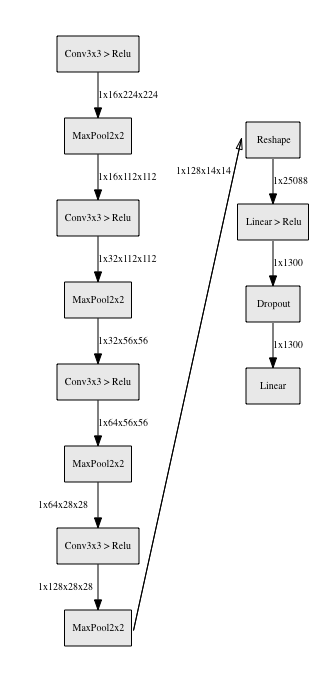 Conv3x3 > Relu
1x16x224x224
MaxPool2x2
1x16x112x112
Conv3x3 > Relu
1x32x112x112
MaxPool2x2
1x32x56x56
Conv3x3 > Relu
1x64x56x56
MaxPool2x2
1x64x28x28
Conv3x3 > Relu
1x128x28x28
MaxPool2x2
1x128x14x14
Reshape
1x25088
Linear > Relu
1x1300
Dropout
1x1300
Linear